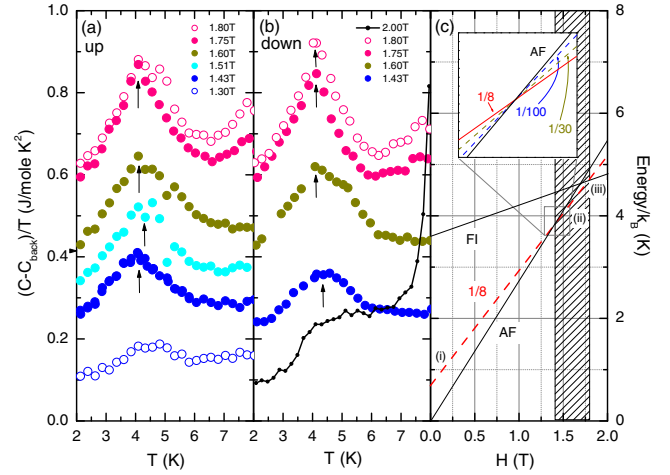 (a) up
1.80T
1.75T
1.60T
1.51T
1.43T
1.30T
(b) down
2.00T
1.80T
1.75T
1.60T
1.43T
(c)
AF
1/8
1/100
1/30
(iii)
(ii)
FI
1/8
AF
(i)
(C-C_back)/T (J/mole K²)
1.0
0.8
0.6
0.4
0.2
0.0
Energy/k_B (K)
8
6
4
2
0
2 3 4 5 6 7 2 3 4 5 6 7 8 0.0 0.5 1.0 1.5 2.0
T (K) T (K) H (T)